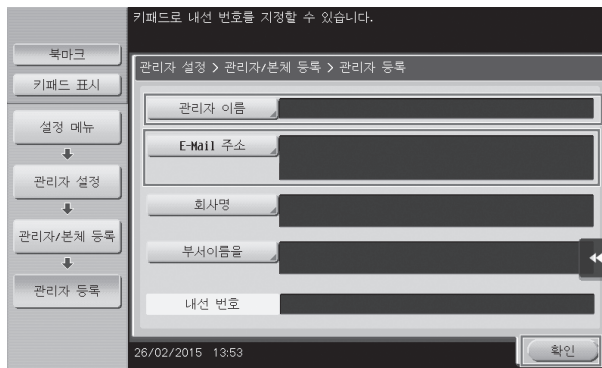 키패드로 내선 번호를 지정할 수 있습니다.
북마크
키패드 표시
설정 메뉴
관리자 설정
관리자/본체 등록
관리자 등록
관리자 설정 > 관리자/본체 등록 > 관리자 등록
관리자 이름
E-Mail 주소
회사명
부서이름을
내선 번호
26/02/2015 13:53
확인